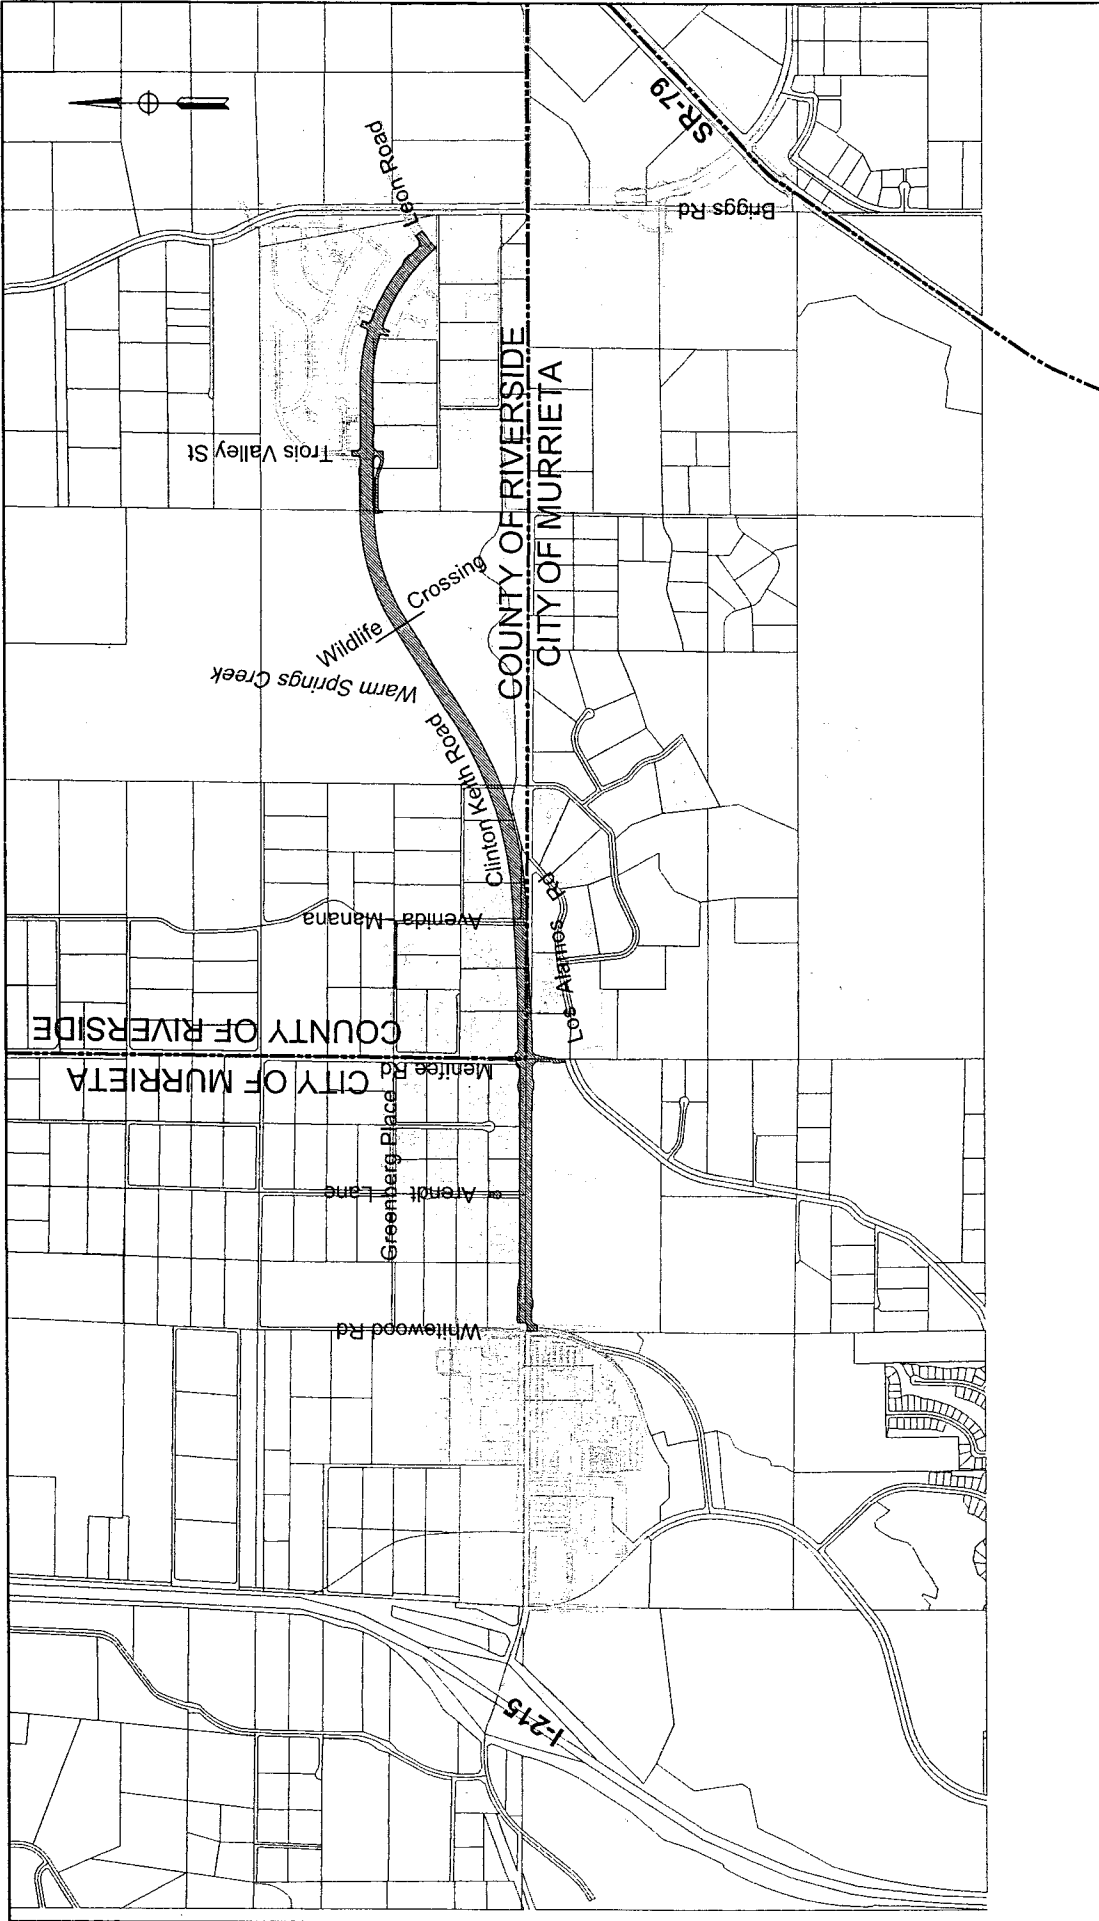 SR-79
Leon Road
Briggs Rd
Trois Valley St
COUNTY OF RIVERSIDE
CITY OF MURRIETA
Wildlife Crossing
Warm Springs Creek
Clinton Keith Road
Avenida Manana
Los Alamos Rd
COUNTY OF RIVERSIDE
CITY OF MURRIETA
Menifee Rd
Greenberg Place
Arendt Lane
Whitewood Rd
I-215